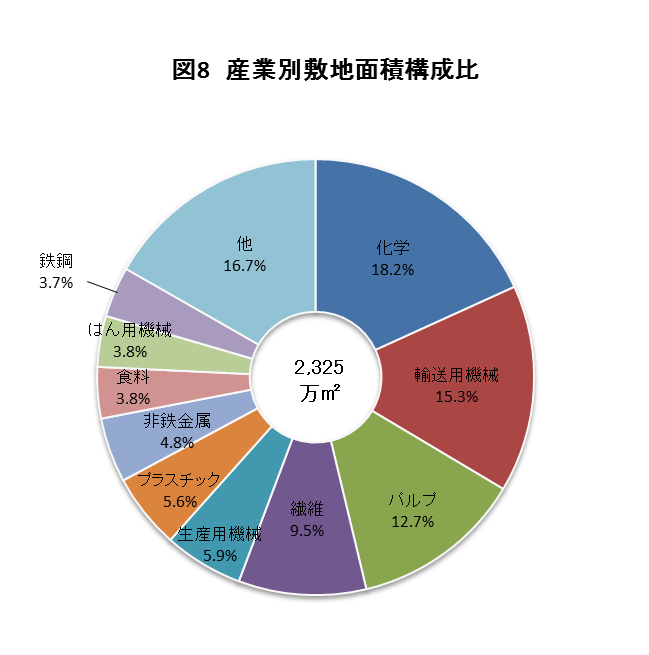 図8 産業別敷地面積構成比
化学
18.2%
輸送用機械
15.3%
パルプ
12.7%
繊維
9.5%
生産用機械
5.9%
プラスチック
5.6%
非鉄金属
4.8%
食料
3.8%
はん用機械
3.8%
鉄鋼
3.7%
他
16.7%
2,325
万㎡